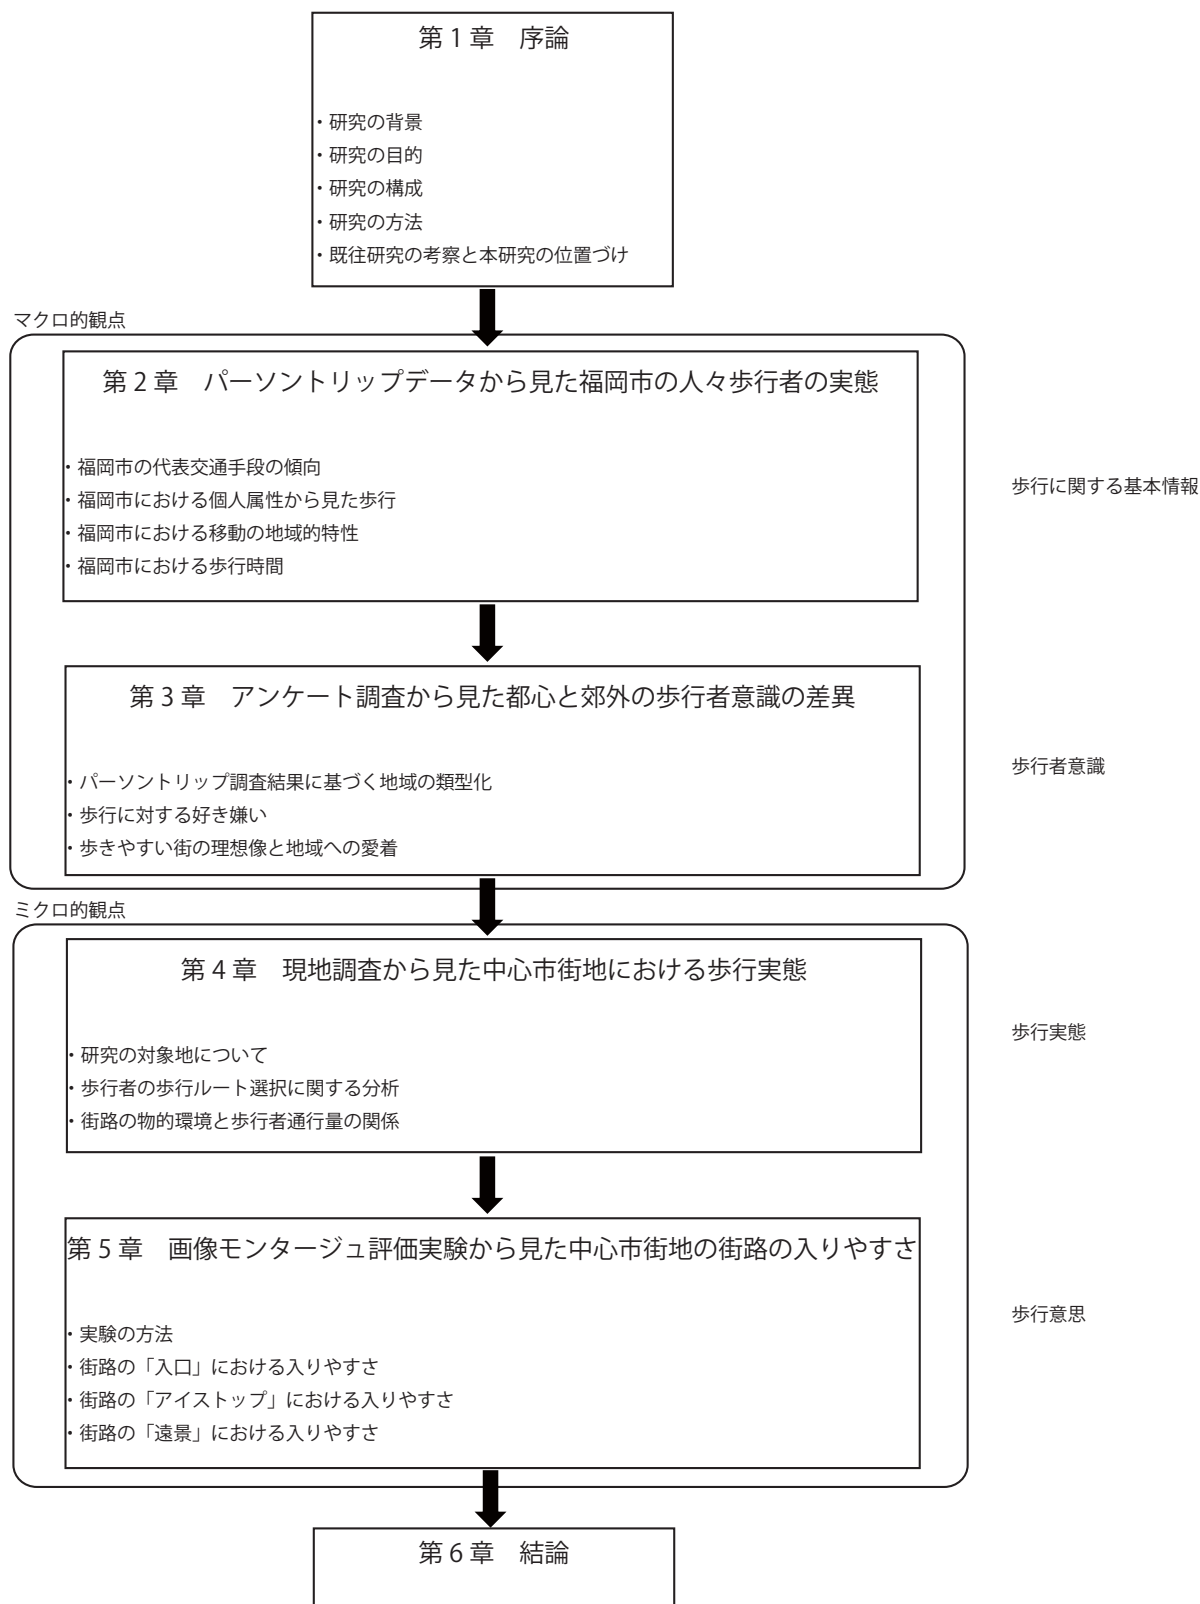 第1章　序論
・研究の背景
・研究の目的
・研究の構成
・研究の方法
・既往研究の考察と本研究の位置づけ
マクロ的観点
第2章　パーソントリップデータから見た福岡市の人々歩行者の実態
・福岡市の代表交通手段の傾向
・福岡市における個人属性から見た歩行
・福岡市における移動の地域的特性
・福岡市における歩行時間
歩行に関する基本情報
第3章　アンケート調査から見た都心と郊外の歩行者意識の差異
・パーソントリップ調査結果に基づく地域の類型化
・歩行に対する好き嫌い
・歩きやすい街の理想像と地域への愛着
歩行者意識
ミクロ的観点
第4章　現地調査から見た中心市街地における歩行実態
・研究の対象地について
・歩行者の歩行ルート選択に関する分析
・街路の物的環境と歩行者通行量の関係
歩行実態
第5章　画像モンタージュ評価実験から見た中心市街地の街路の入りやすさ
・実験の方法
・街路の「入口」における入りやすさ
・街路の「アイストップ」における入りやすさ
・街路の「遠景」における入りやすさ
歩行意思
第6章　結論